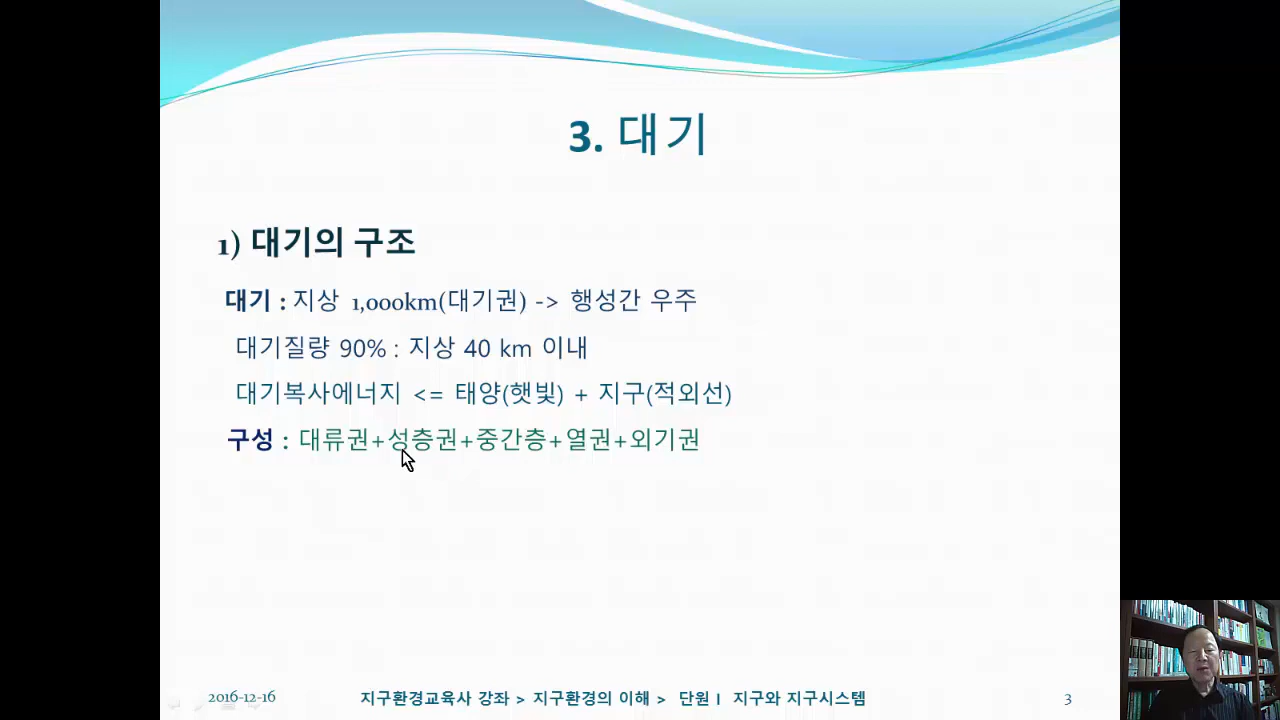 3. 대기
1) 대기의 구조
대기 : 지상 1,000km(대기권) -> 행성간 우주
대기질량 90% : 지상 40 km 이내
대기복사에너지 <= 태양(햇빛) + 지구(적외선)
구성 : 대류권+성층권+중간층+열권+외기권
2016-12-16
지구환경교육사 강좌 > 지구환경의 이해 > 단원 I 지구와 지구시스템
3